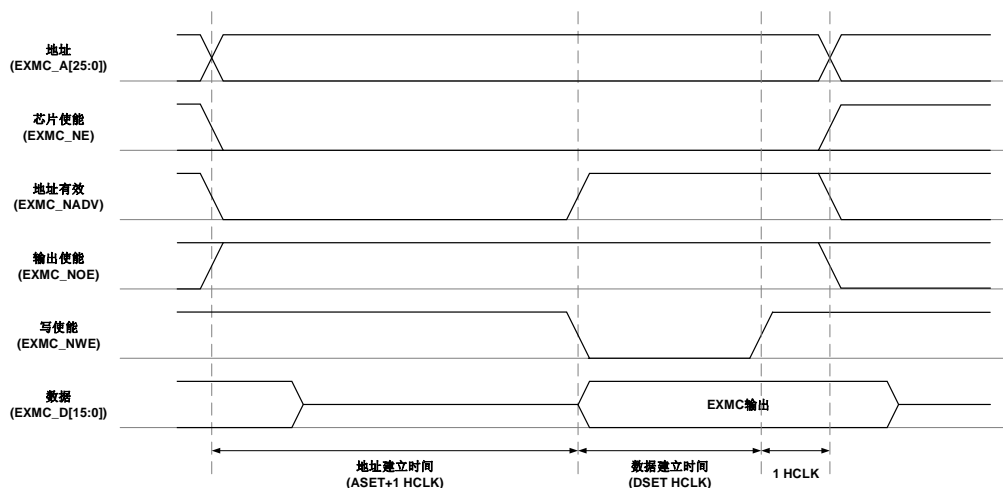 地址
(EXMC_A[25:0])
芯片使能
(EXMC_NE)
地址有效
(EXMC_NADV)
输出使能
(EXMC_NOE)
写使能
(EXMC_NWE)
数据
(EXMC_D[15:0])
EXMC输出
地址建立时间
(ASET+1 HCLK)
数据建立时间
(DSET HCLK)
1 HCLK